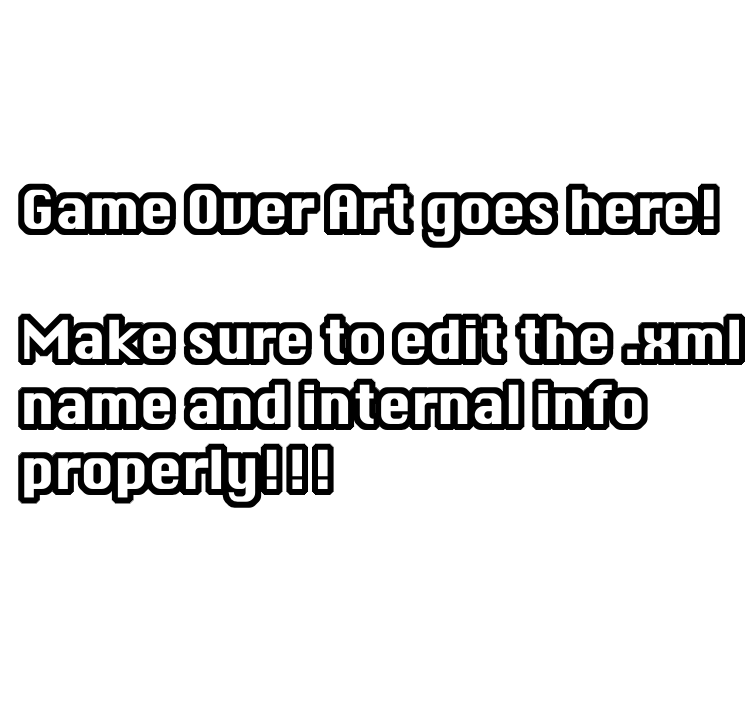 Game Over Art goes here!
Make sure to edit the .xml
name and internal info
properly!!!